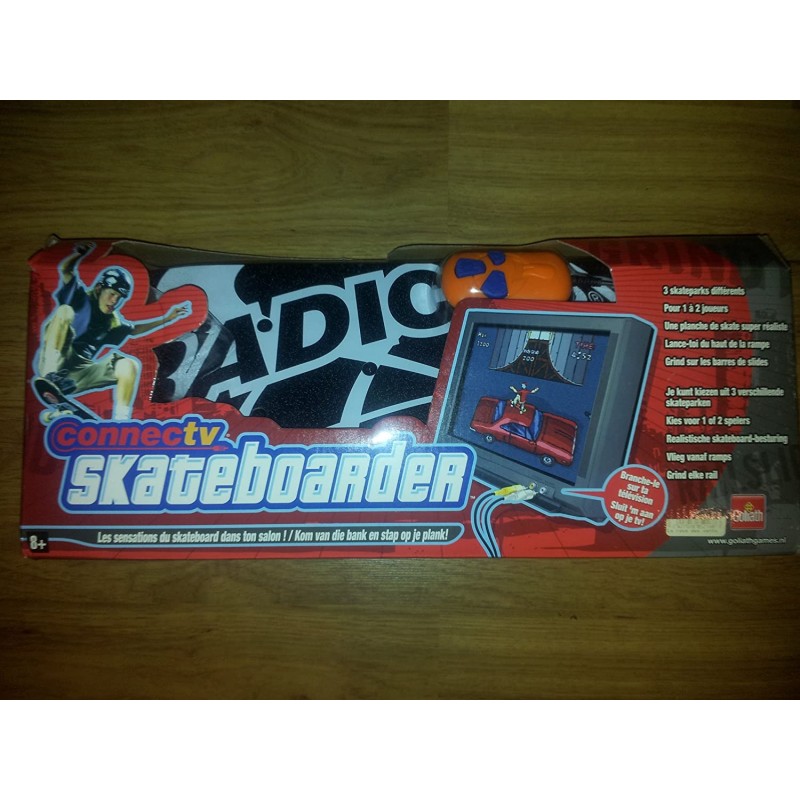 RADIO
connectv
SKateBOarDer
8+
Les sensations du skateboard dans ton salon ! / Kom van die bank en stap op je plank!
3 skateparks différents
Pour 1 à 2 joueurs
Une planche de skate super réaliste
Lance-toi du haut de la rampe
Grind sur les barres de slides
Je kunt kiezen uit 3 verschillende
skateparken
Kies voor 1 of 2 spelers
Realistische skateboard-besturing
Vlieg vanaf ramps
Grind elke rail
Branche-le
sur ta
télévision
Sluit 'm aan
op je tv!
Goliath
www.goliathgames.nl